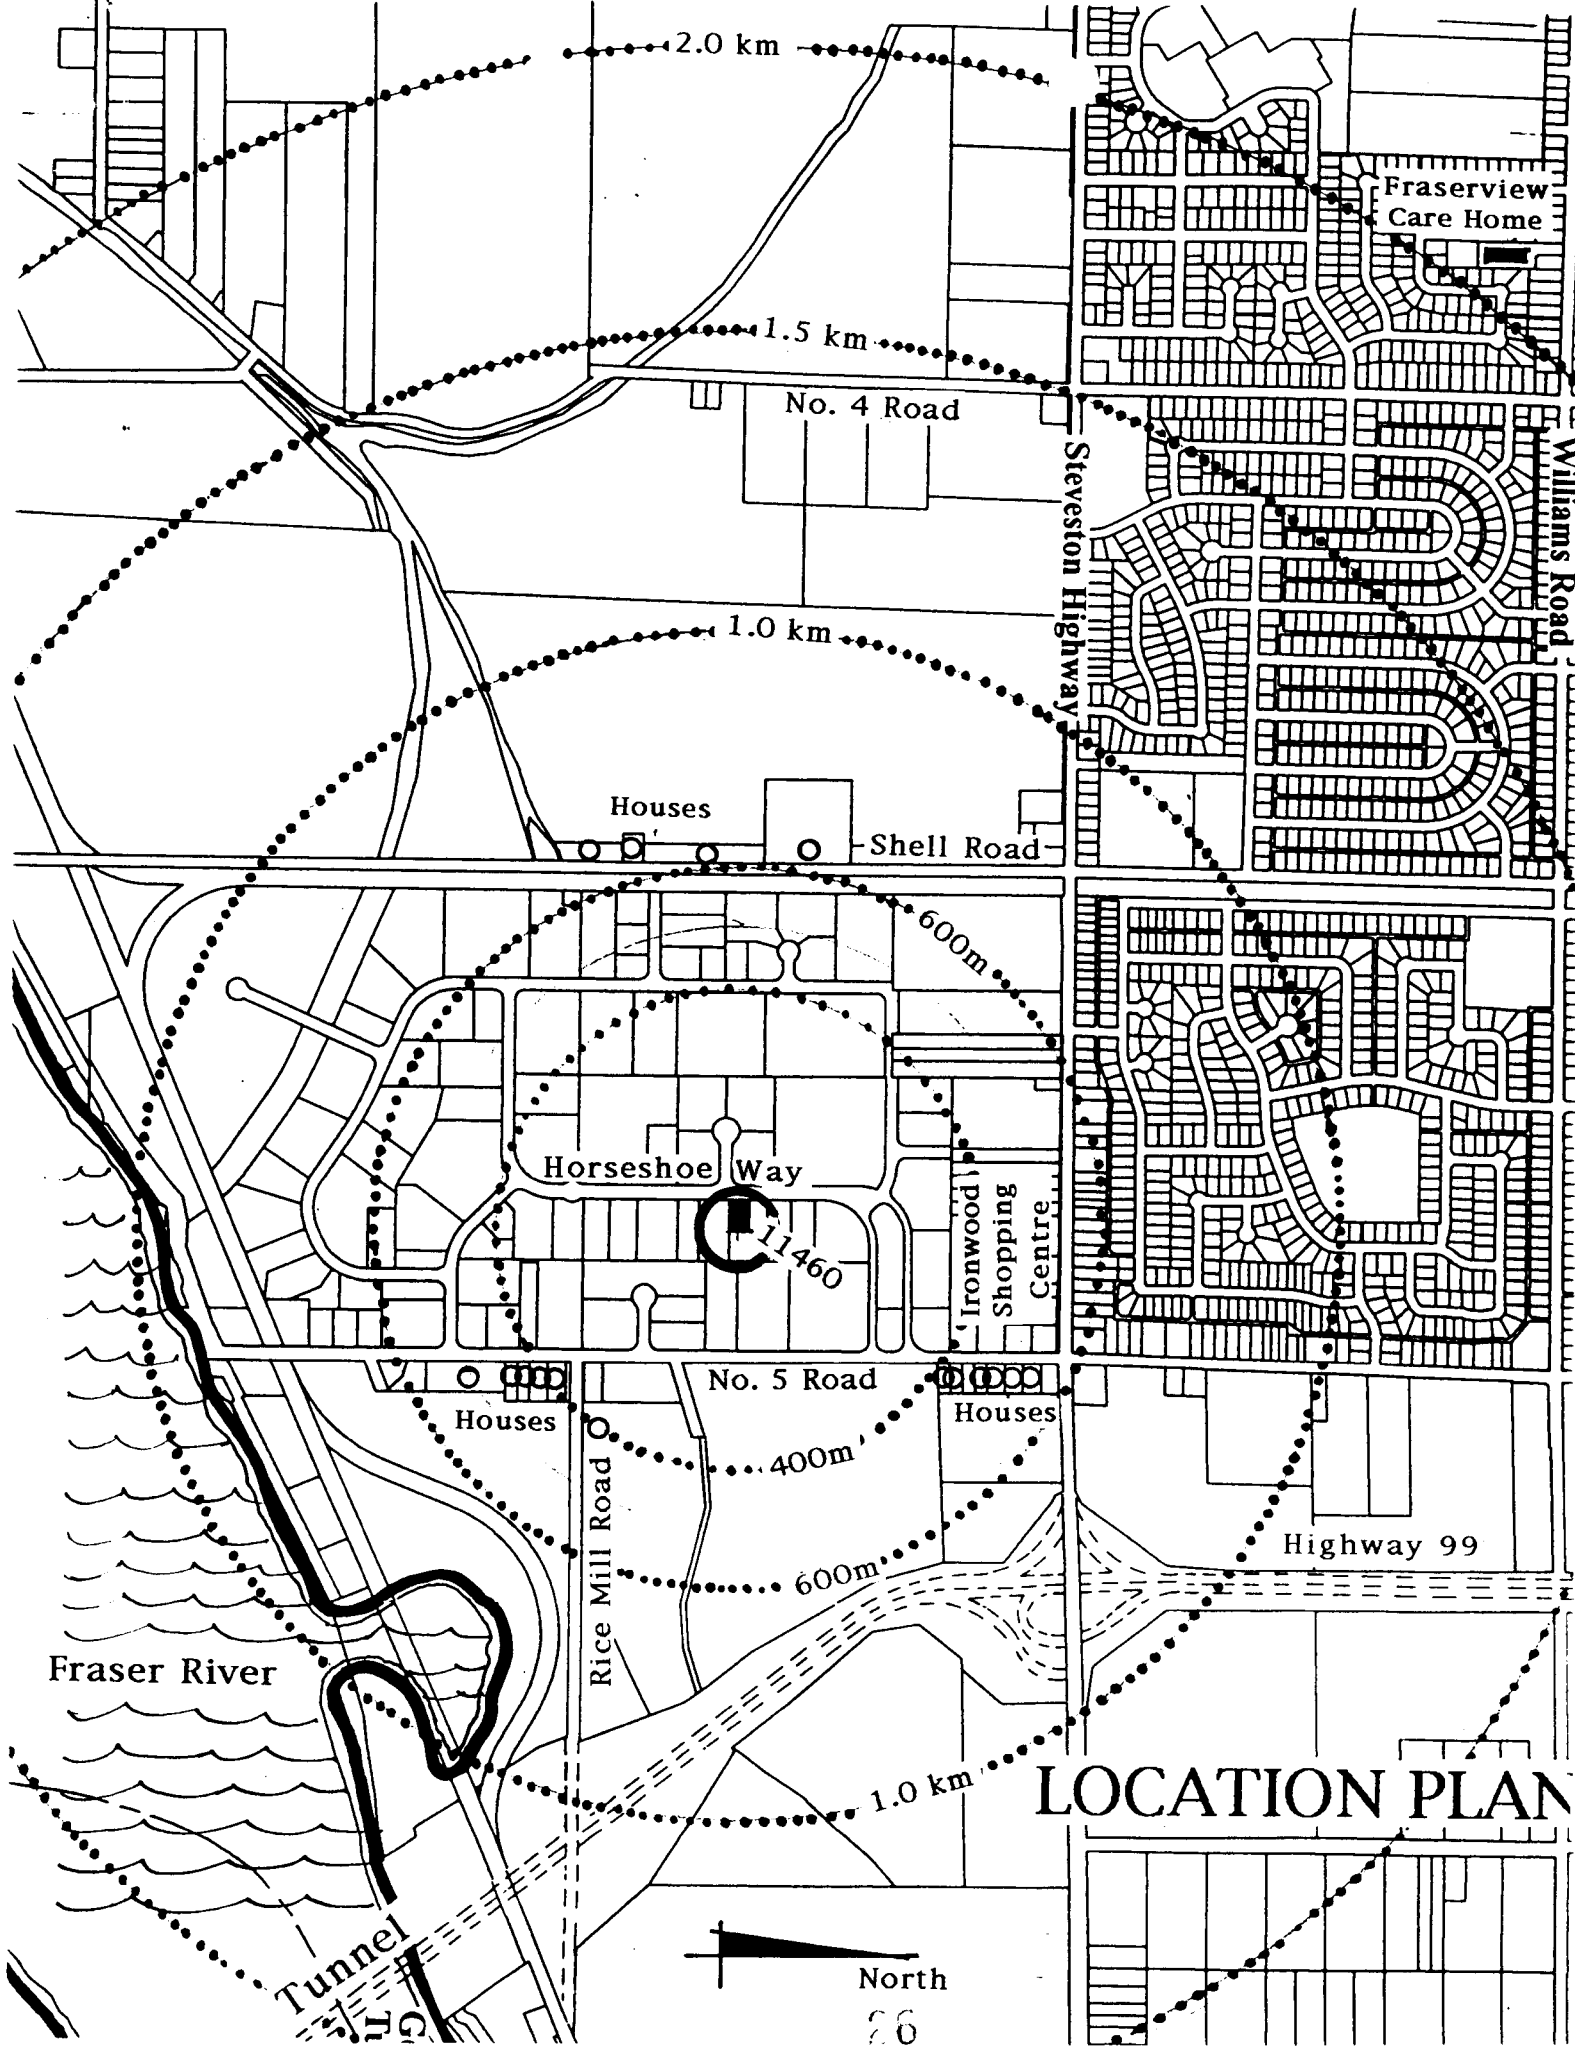 2.0 km
Fraserview
Care Home
1.5 km
No. 4 Road
Steveston Highway
Williams Road
1.0 km
Houses
Shell Road
600m
Horseshoe Way
11460
Ironwood
Shopping
Centre
No. 5 Road
Houses
Houses
400m
Rice Mill Road
600m
Highway 99
Fraser River
1.0 km
LOCATION PLAN
Tunnel
North